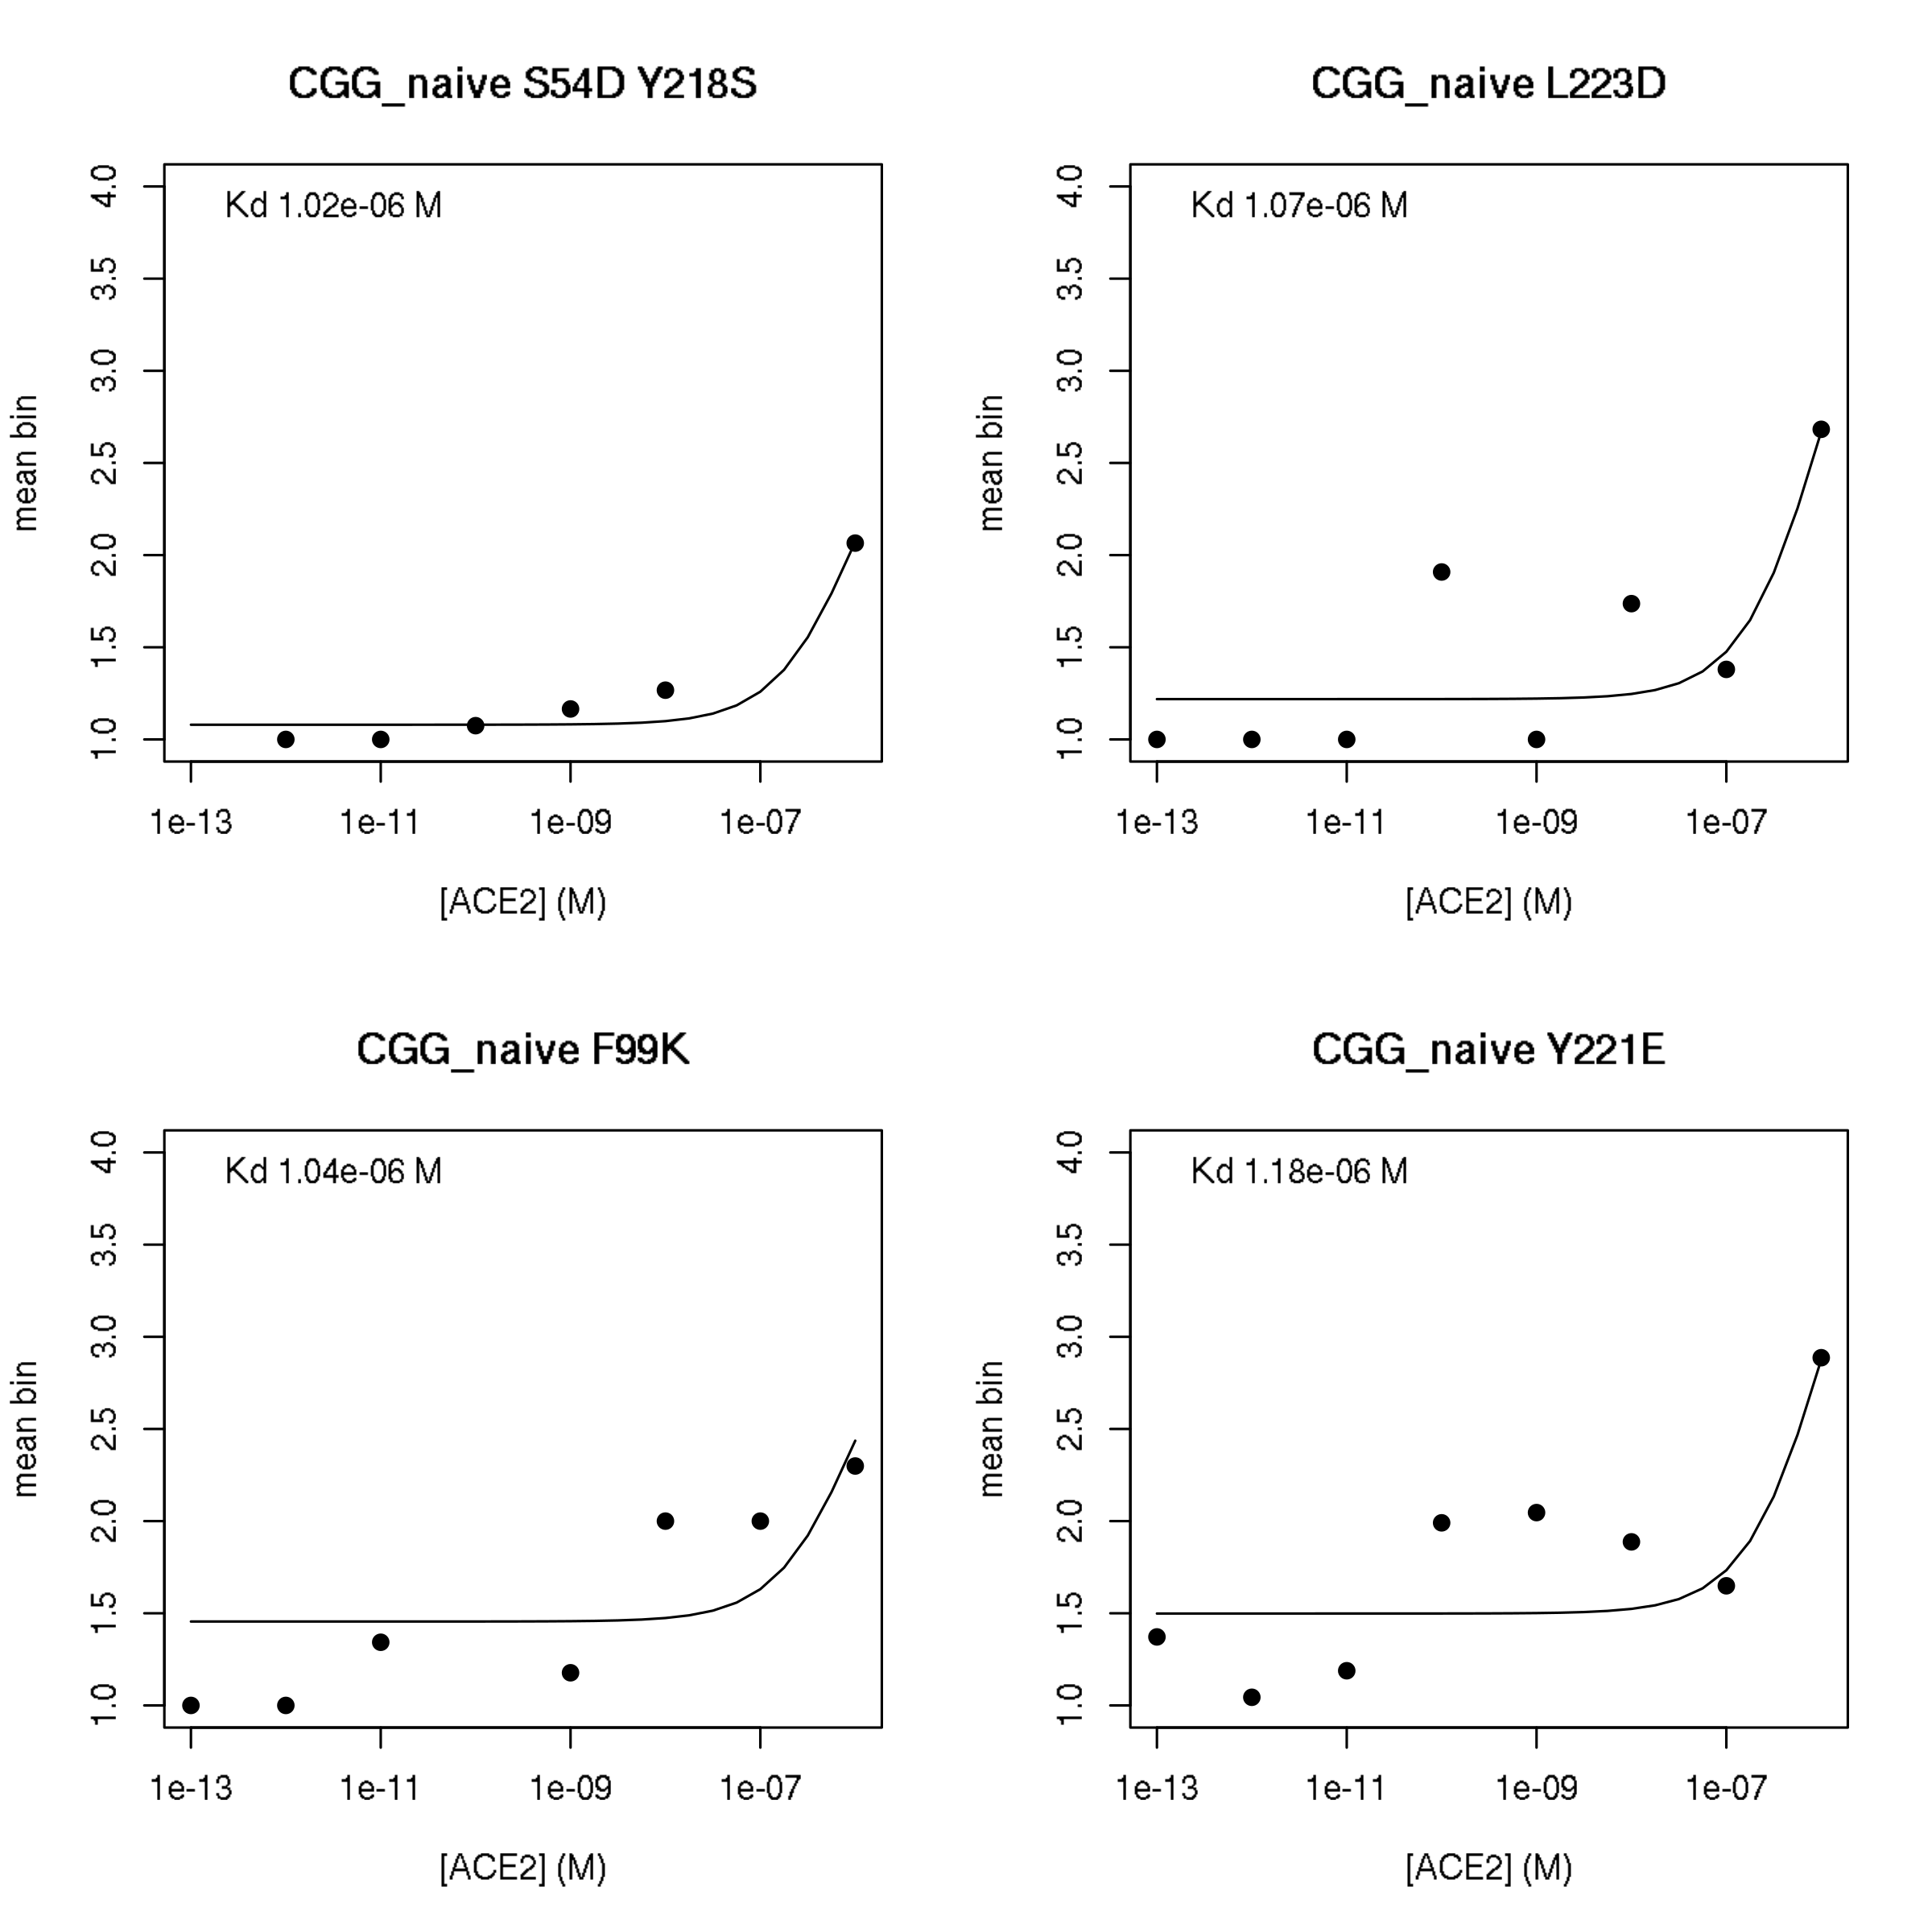 CGG_naive S54D Y218S
Kd 1.02e-06 M
4.0
3.5
3.0
2.5
2.0
1.5
1.0
mean bin
1e-13 1e-11 1e-09 1e-07
[ACE2] (M)
CGG_naive L223D
Kd 1.07e-06 M
4.0
3.5
3.0
2.5
2.0
1.5
1.0
mean bin
1e-13 1e-11 1e-09 1e-07
[ACE2] (M)
CGG_naive F99K
Kd 1.04e-06 M
4.0
3.5
3.0
2.5
2.0
1.5
1.0
mean bin
1e-13 1e-11 1e-09 1e-07
[ACE2] (M)
CGG_naive Y221E
Kd 1.18e-06 M
4.0
3.5
3.0
2.5
2.0
1.5
1.0
mean bin
1e-13 1e-11 1e-09 1e-07
[ACE2] (M)